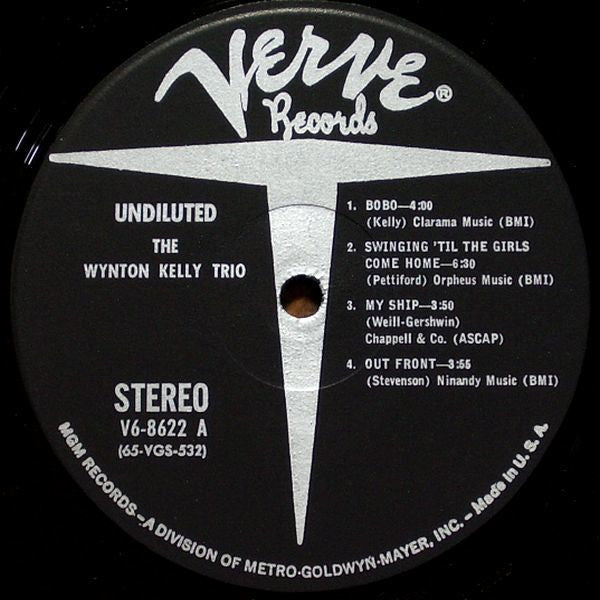 Verve®
Records
UNDILUTED
THE
WYNTON KELLY TRIO
STEREO
V6-8622 A
(65-VGS-532)
1. BOBO—4:00
(Kelly) Clarama Music (BMI)
2. SWINGING 'TIL THE GIRLS
COME HOME—6:30
(Pettiford) Orpheus Music (BMI)
3. MY SHIP—3:50
(Weill-Gershwin)
Chappell & Co. (ASCAP)
4. OUT FRONT—3:55
(Stevenson) Ninandy Music (BMI)
MGM RECORDS—A DIVISION OF METRO-GOLDWYN-MAYER, INC. – Made in U. S. A.